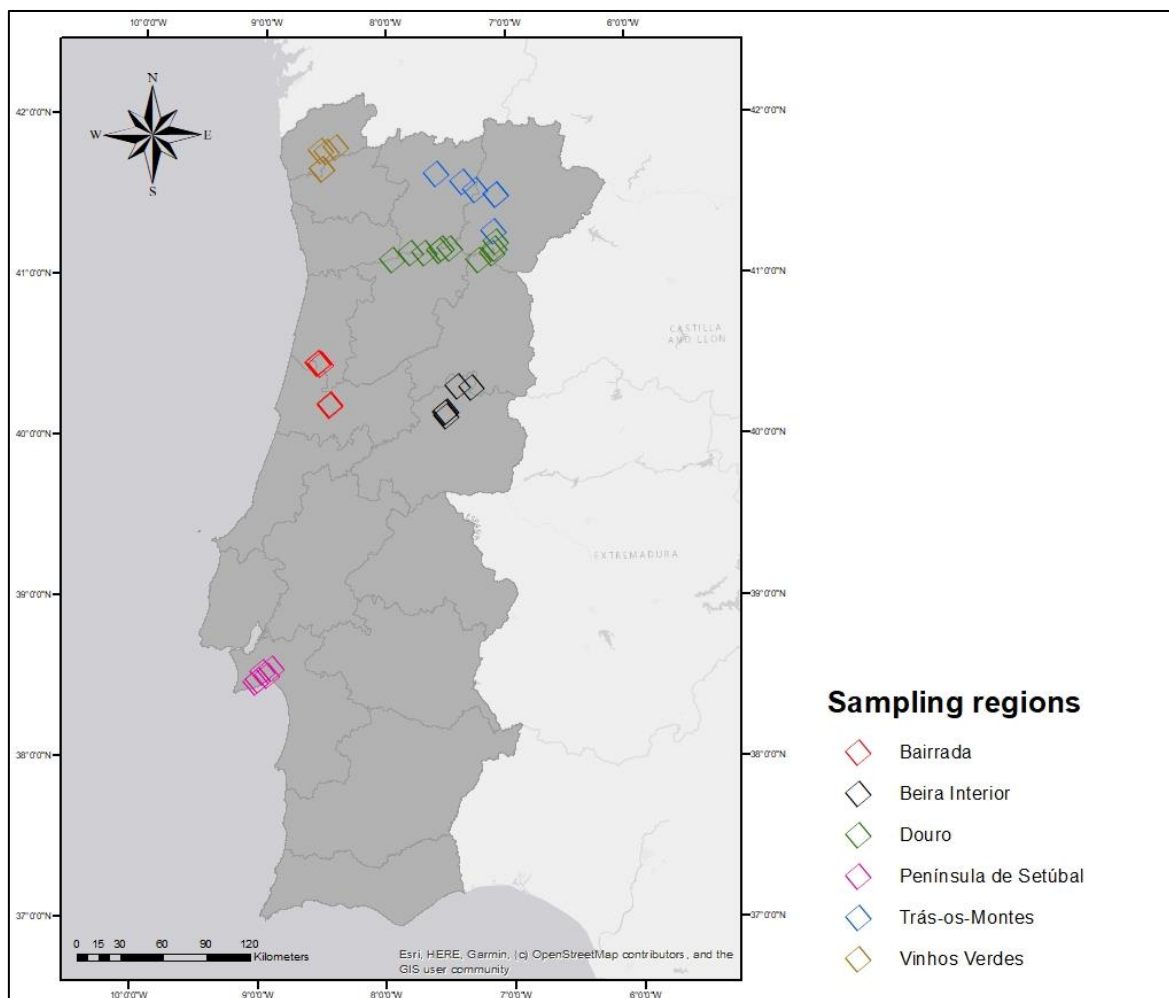 10°0'0"W 9°0'0"W 8°0'0"W 7°0'0"W 6°0'0"W
N
W E
S
42°0'0"N 42°0'0"N
41°0'0"N 41°0'0"N
CASTILLA
AND LLON
40°0'0"N 40°0'0"N
EXTREMADURA
39°0'0"N 39°0'0"N
38°0'0"N 38°0'0"N
37°0'0"N 37°0'0"N
Sampling regions
Bairrada
Beira Interior
Douro
Península de Setúbal
Trás-os-Montes
Vinhos Verdes
0 15 30 60 90 120
Kilometers
Esri, HERE, Garmin, (c) OpenStreetMap contributors, and the
GIS user community
10°0'0"W 9°0'0"W 8°0'0"W 7°0'0"W 6°0'0"W